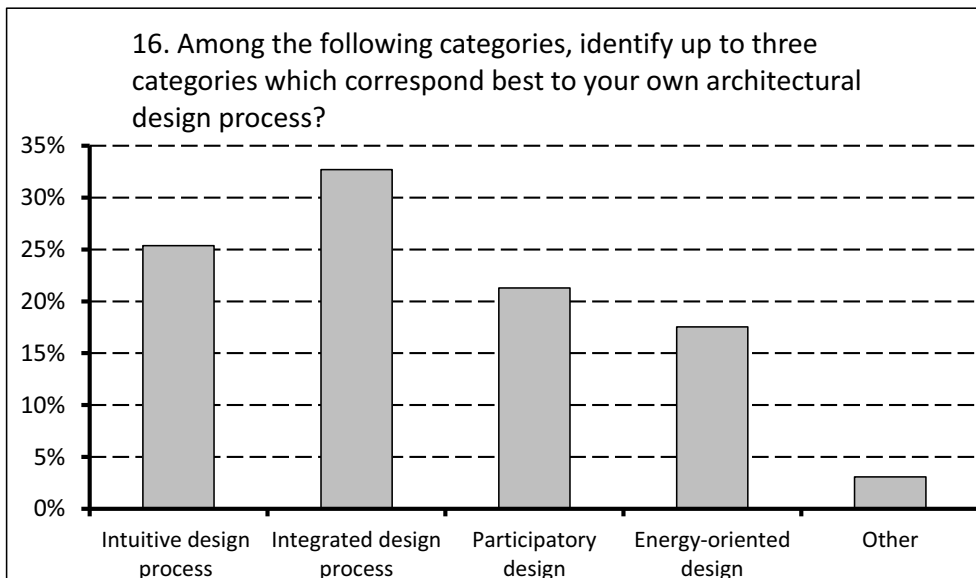 16. Among the following categories, identify up to three
categories which correspond best to your own architectural
design process?
35%
30%
25%
20%
15%
10%
5%
0%
Intuitive design
process
Integrated design
process
Participatory
design
Energy-oriented
design
Other